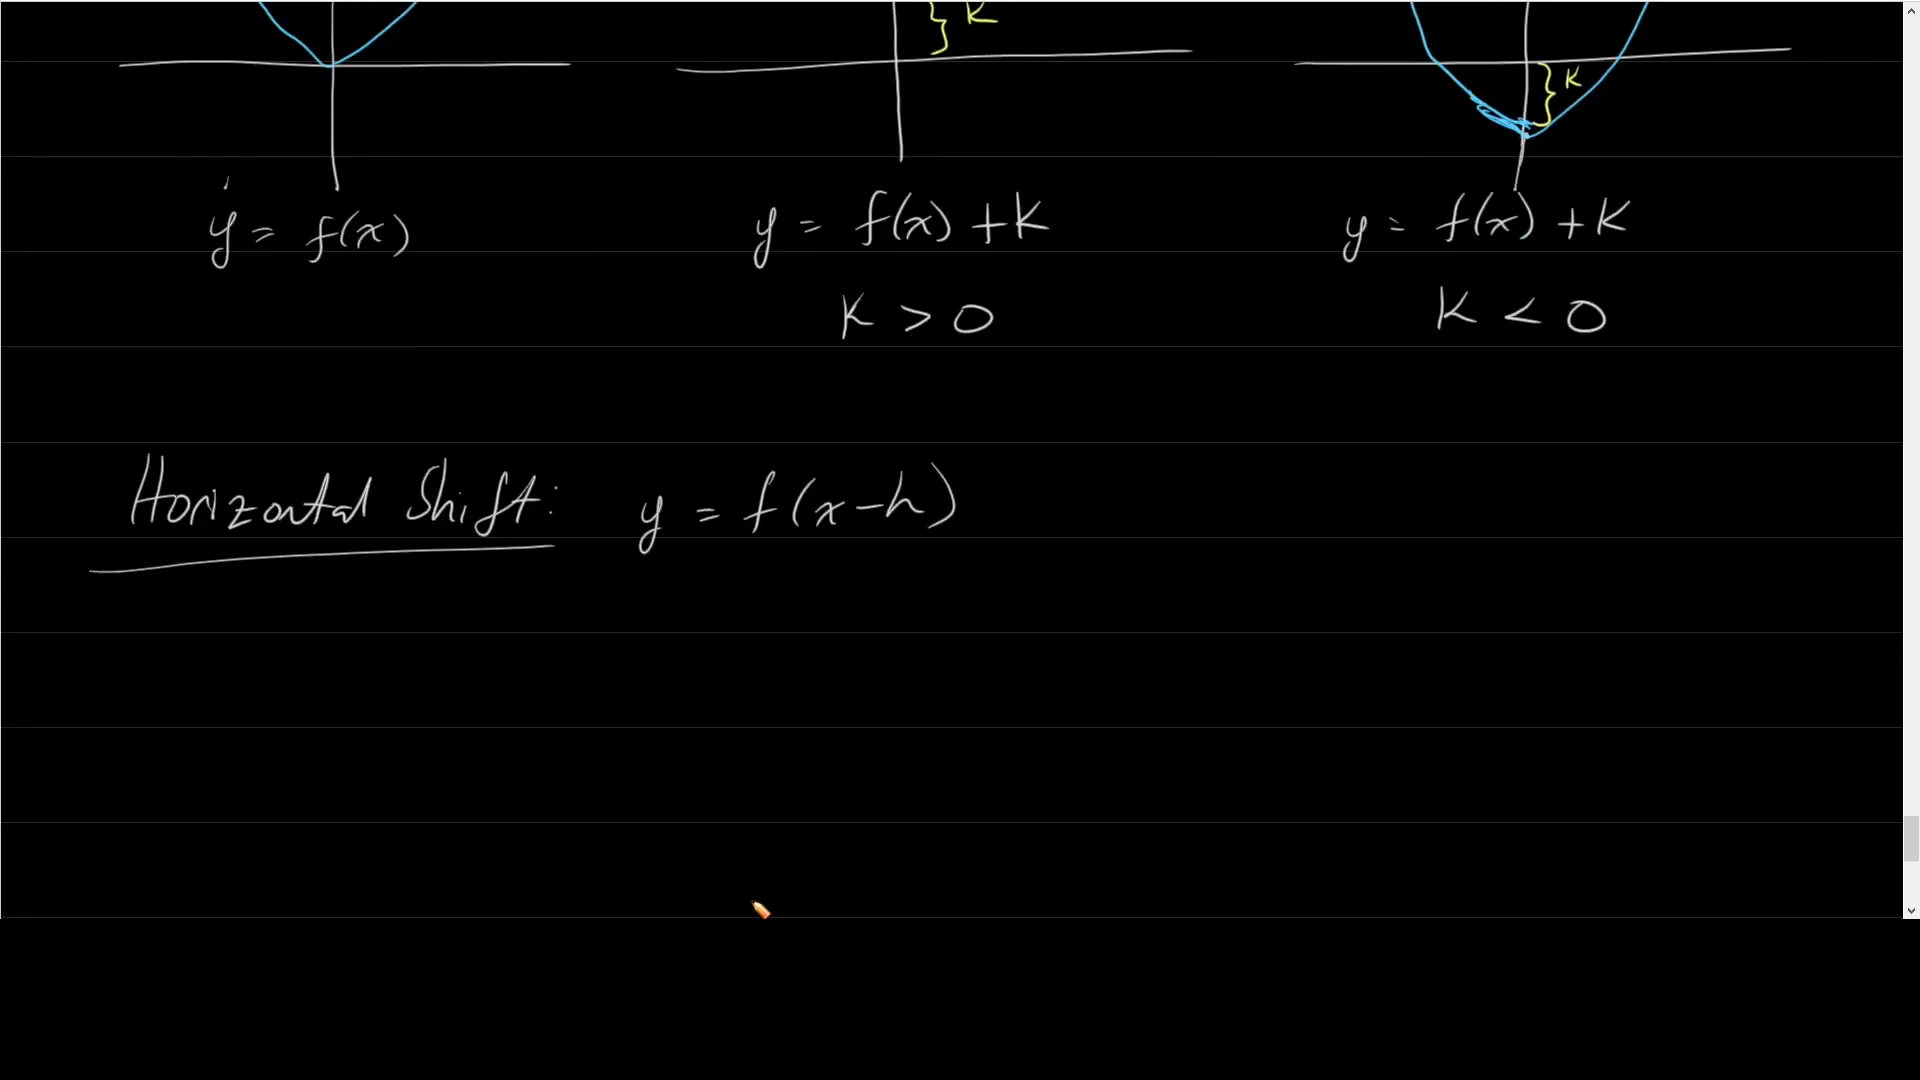 K
K
y = f(x)
y = f(x) + K
y = f(x) + K
K > 0
K < 0
Horizontal Shift: y = f(x-h)